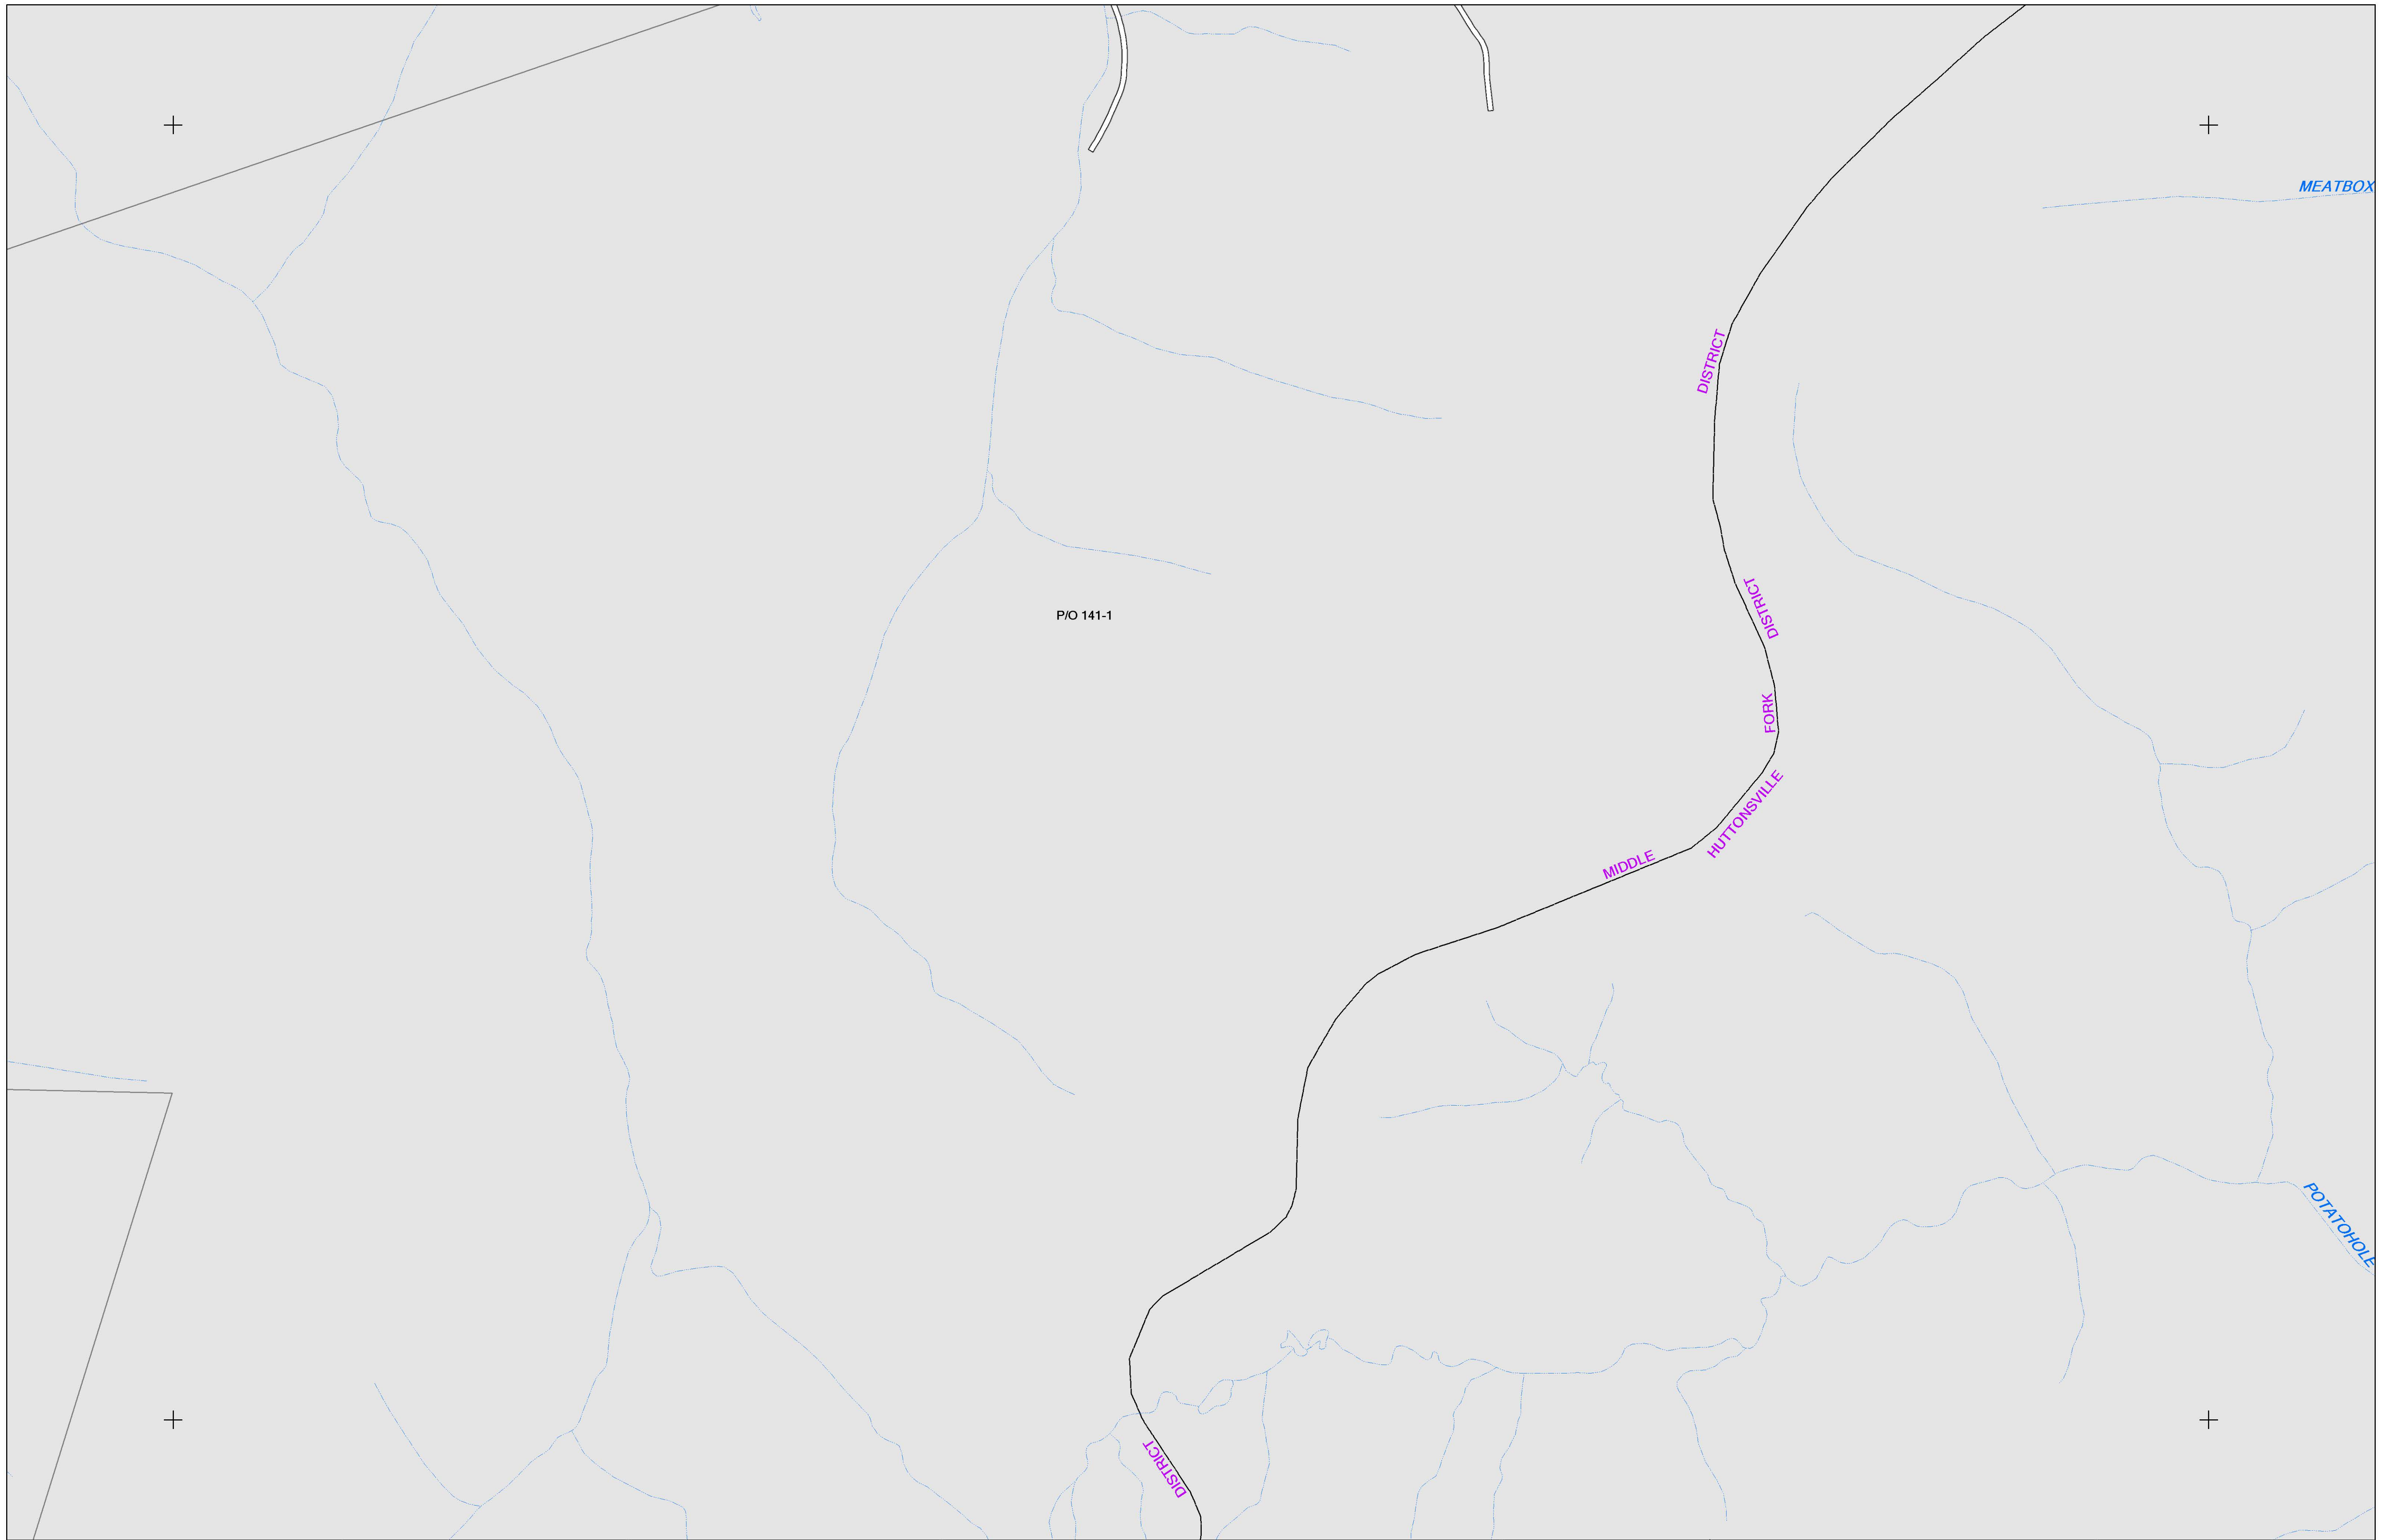 MEATBOX
DISTRICT
DISTRICT
P/O 141-1
FORK
HUTTONSVILLE
MIDDLE
POTATOHOLE
DISTRICT